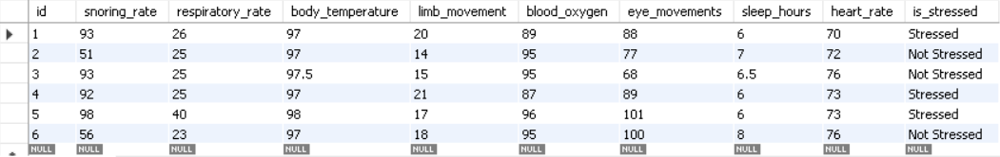 id snoring_rate respiratory_rate body_temperature limb_movement blood_oxygen eye_movements sleep_hours heart_rate is_stressed
1 93 26 97 20 89 88 6 70 Stressed
2 51 25 97 14 95 77 7 72 Not Stressed
3 93 25 97.5 15 95 68 6.5 76 Not Stressed
4 92 25 97 21 87 89 6 73 Stressed
5 98 40 98 17 96 101 6 73 Stressed
6 56 23 97 18 95 100 8 76 Not Stressed
NULL NULL NULL NULL NULL NULL NULL NULL NULL NULL